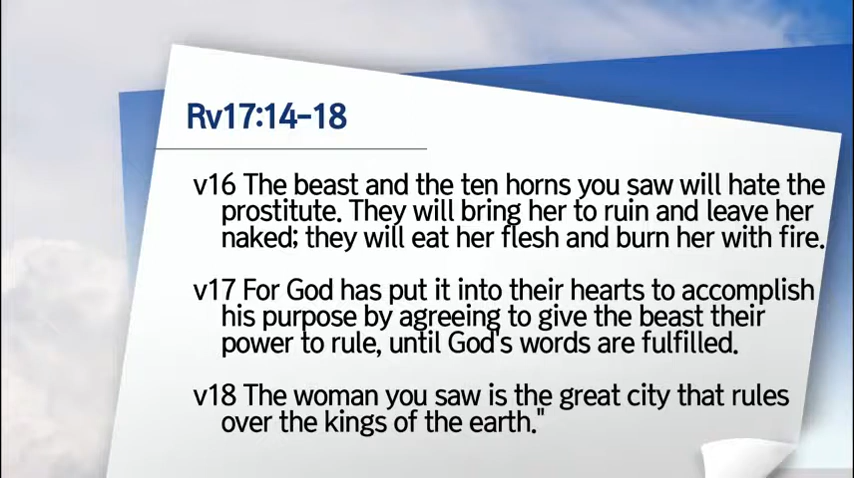 Rv17:14-18
v16 The beast and the ten horns you saw will hate the
prostitute. They will bring her to ruin and leave her
naked; they will eat her flesh and burn her with fire.
v17 For God has put it into their hearts to accomplish
his purpose by agreeing to give the beast their
power to rule, until God's words are fulfilled.
v18 The woman you saw is the great city that rules
over the kings of the earth."